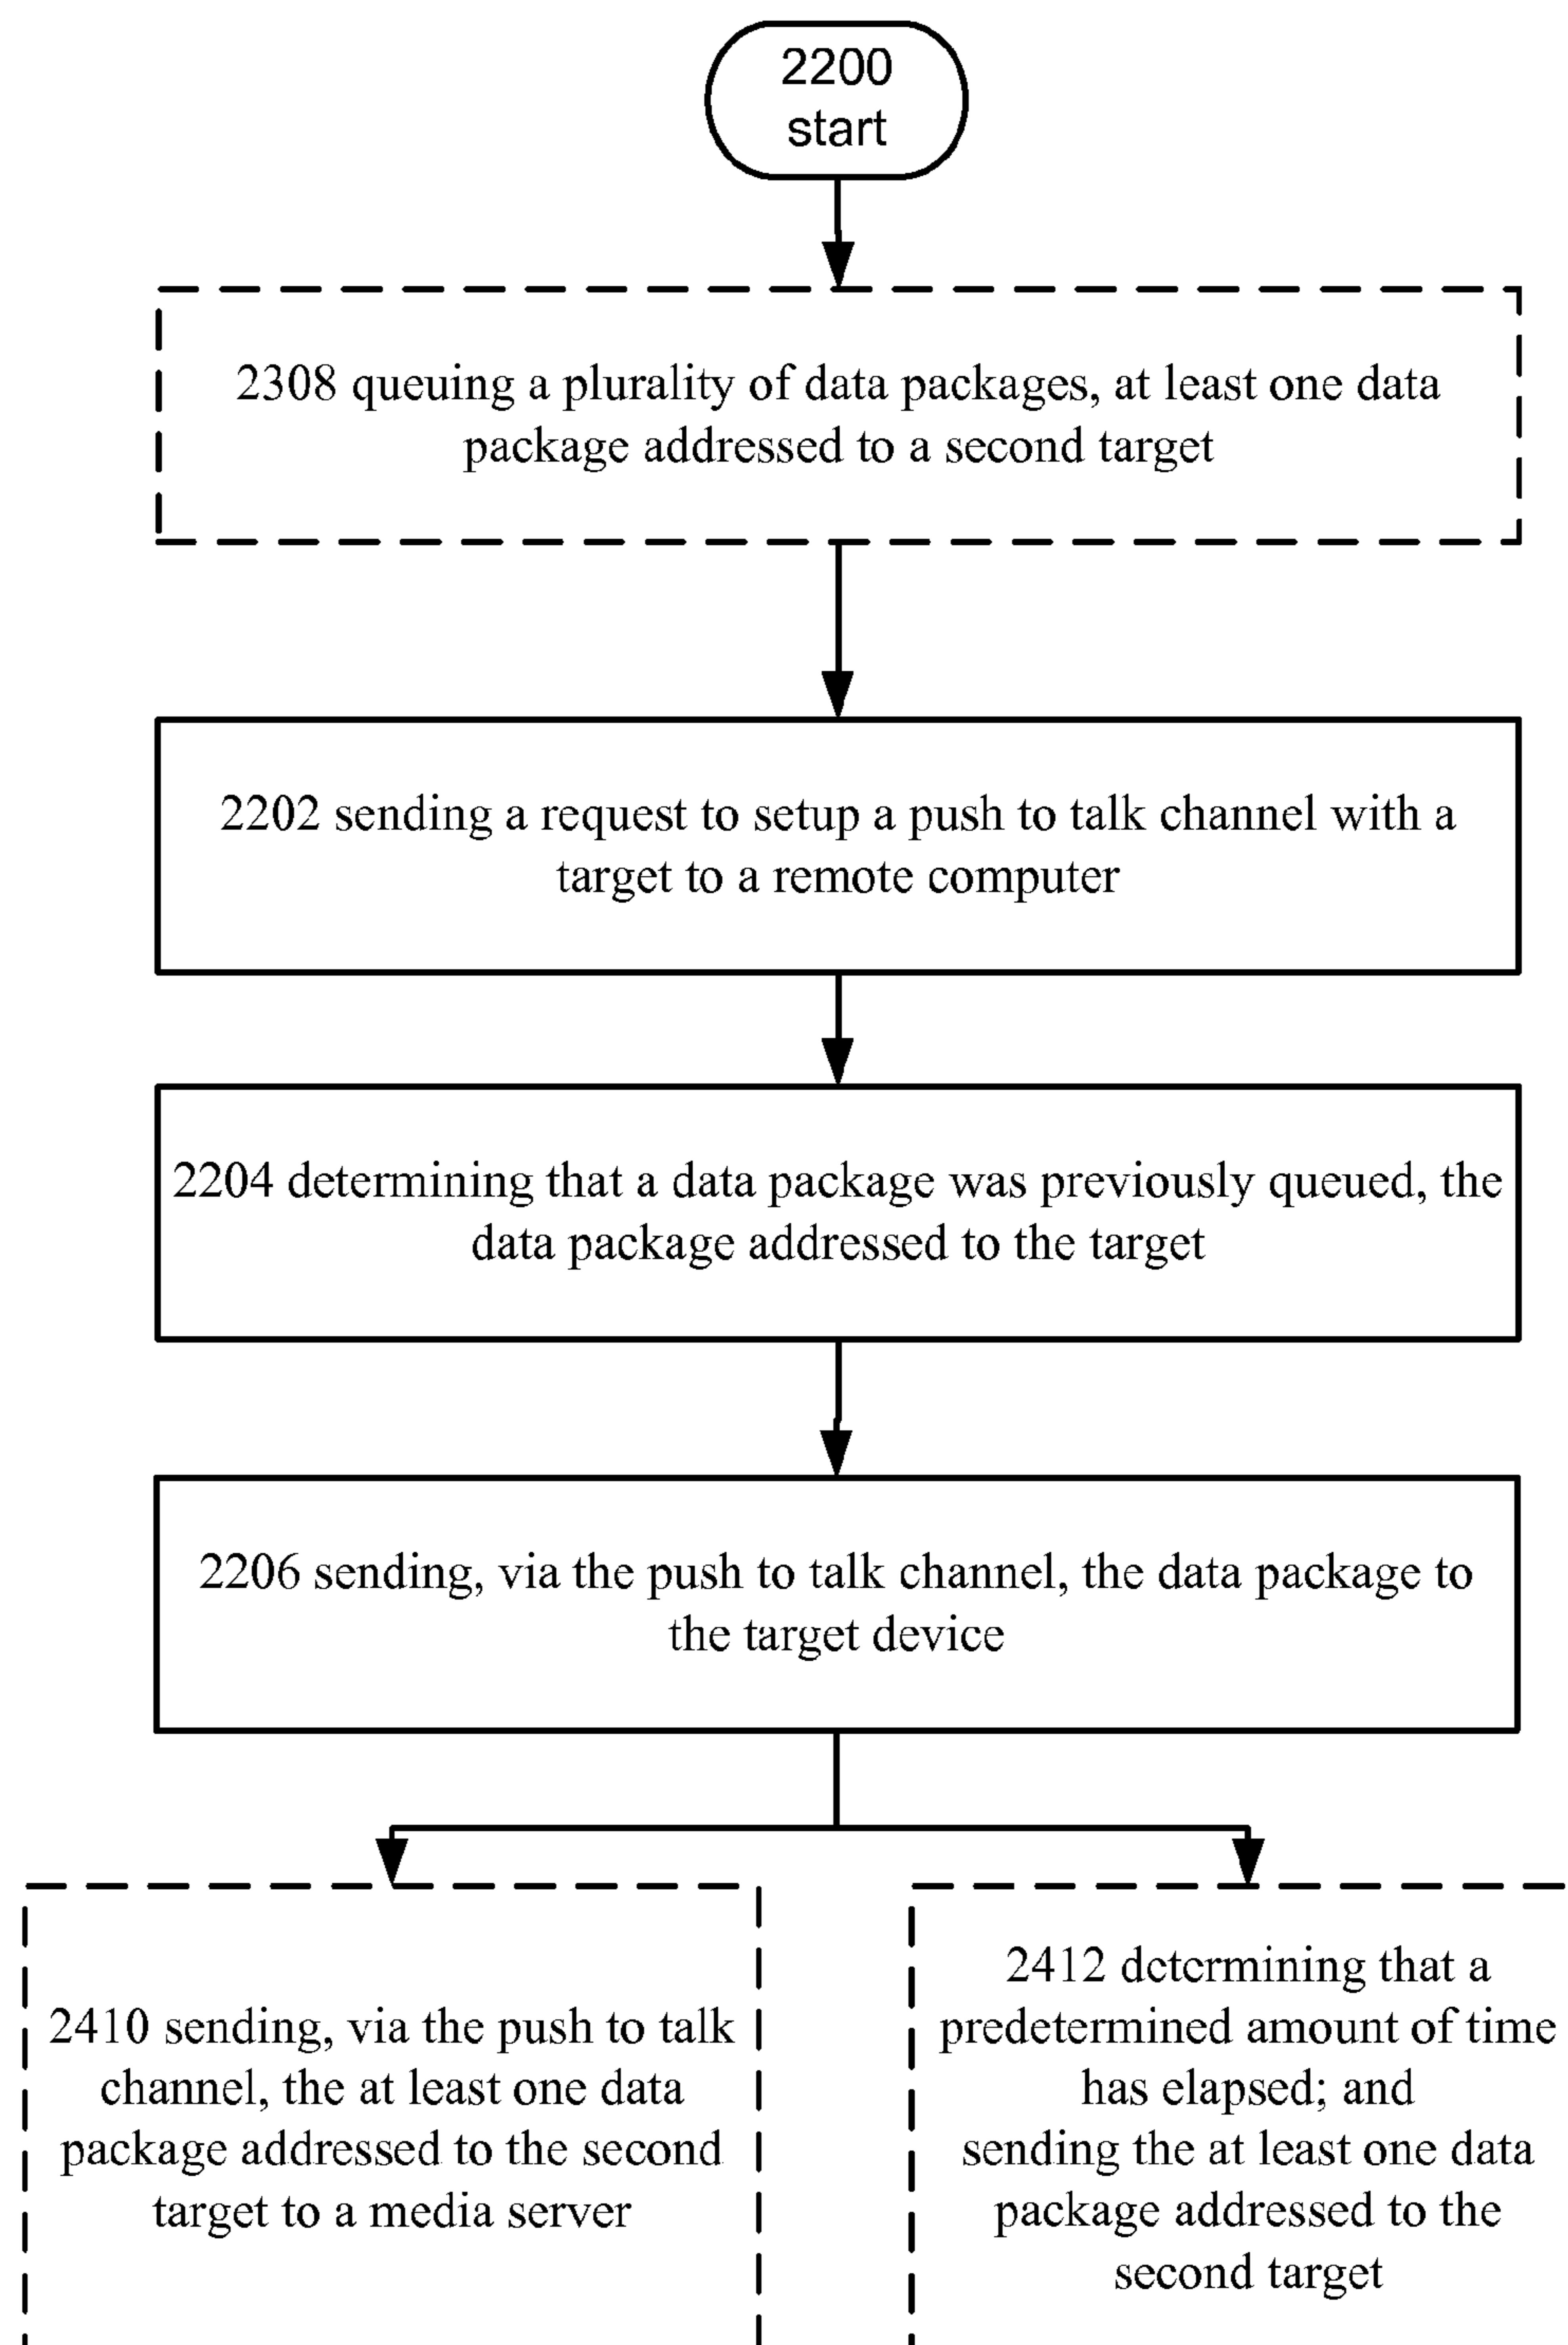 2200
start
2308 queuing a plurality of data packages, at least one data
package addressed to a second target
2202 sending a request to setup a push to talk channel with a
target to a remote computer
2204 determining that a data package was previously queued, the
data package addressed to the target
2206 sending, via the push to talk channel, the data package to
the target device
2410 sending, via the push to talk
channel, the at least one data
package addressed to the second
target to a media server
2412 determining that a
predetermined amount of time
has elapsed; and
sending the at least one data
package addressed to the
second target